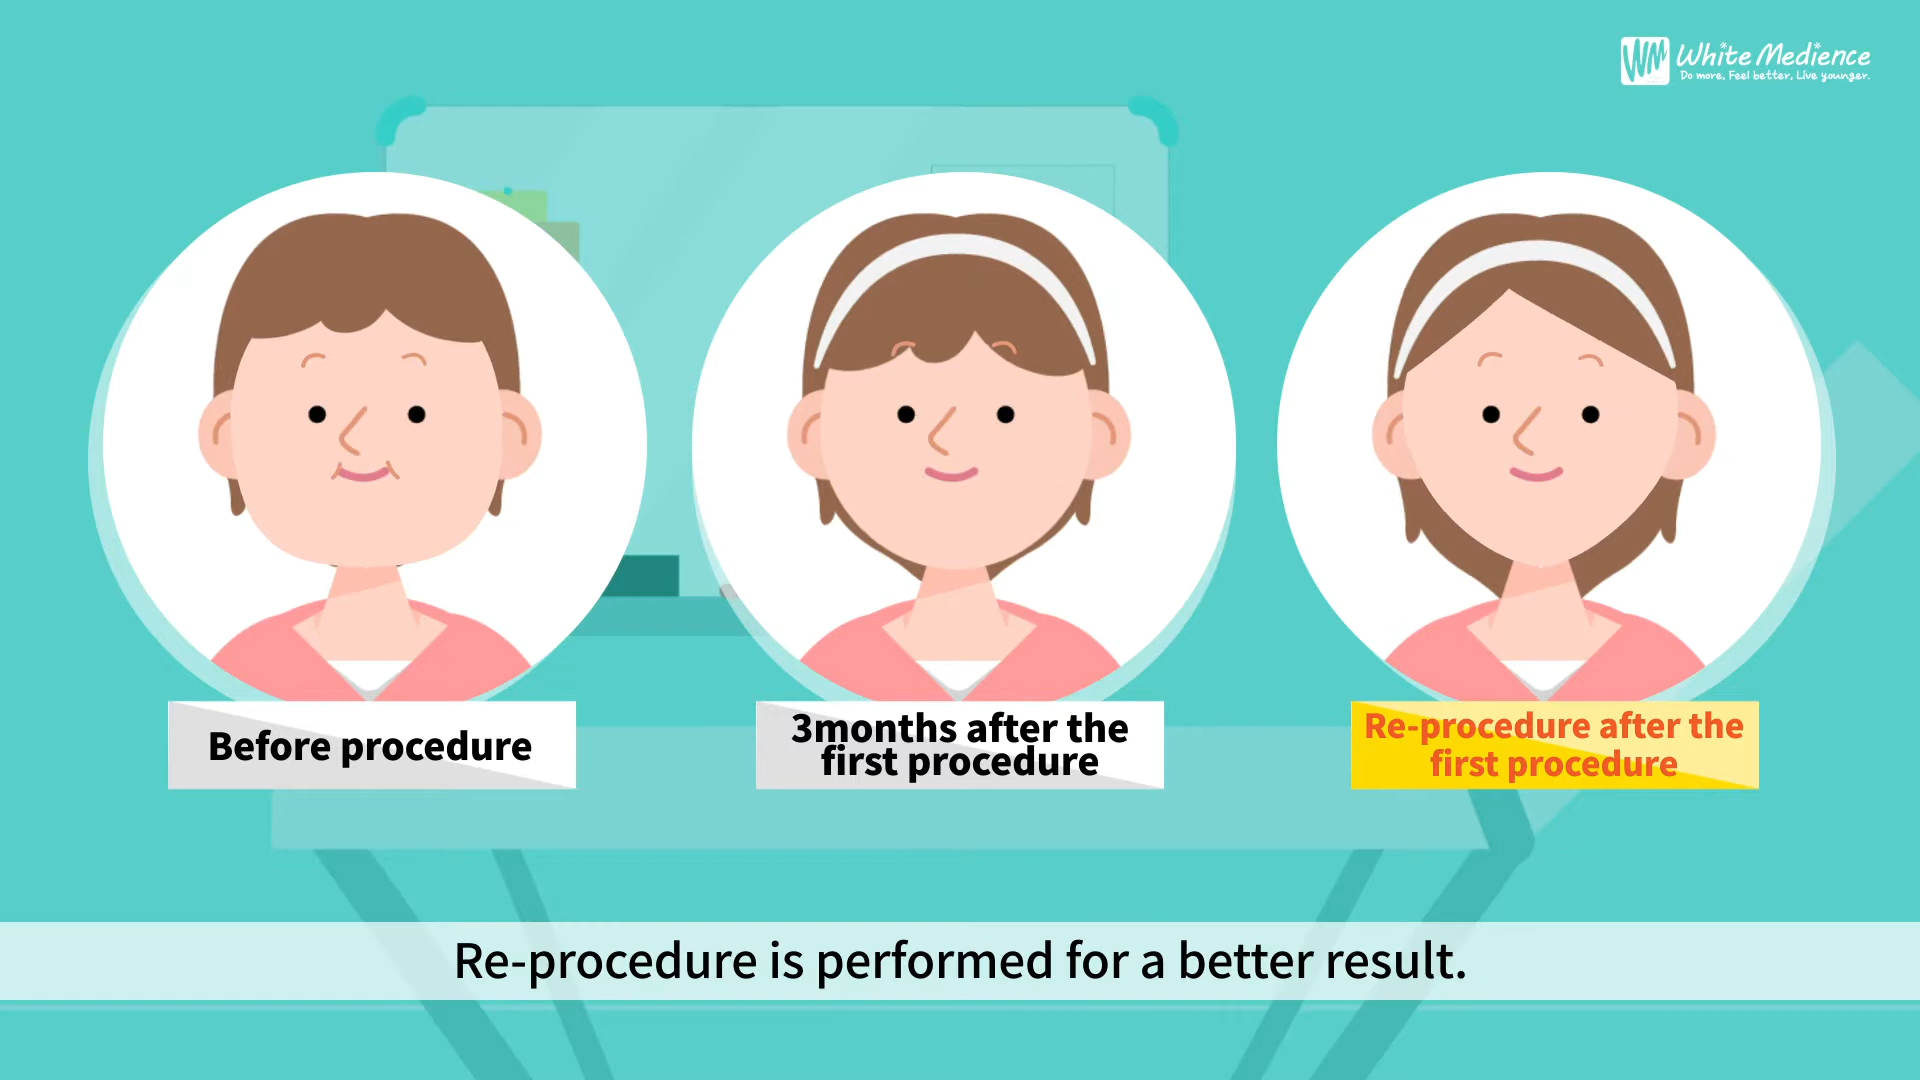 WM White Medience
Do more, Feel better, Live younger.
Before procedure
3months after the
first procedure
Re-procedure after the
first procedure
Re-procedure is performed for a better result.